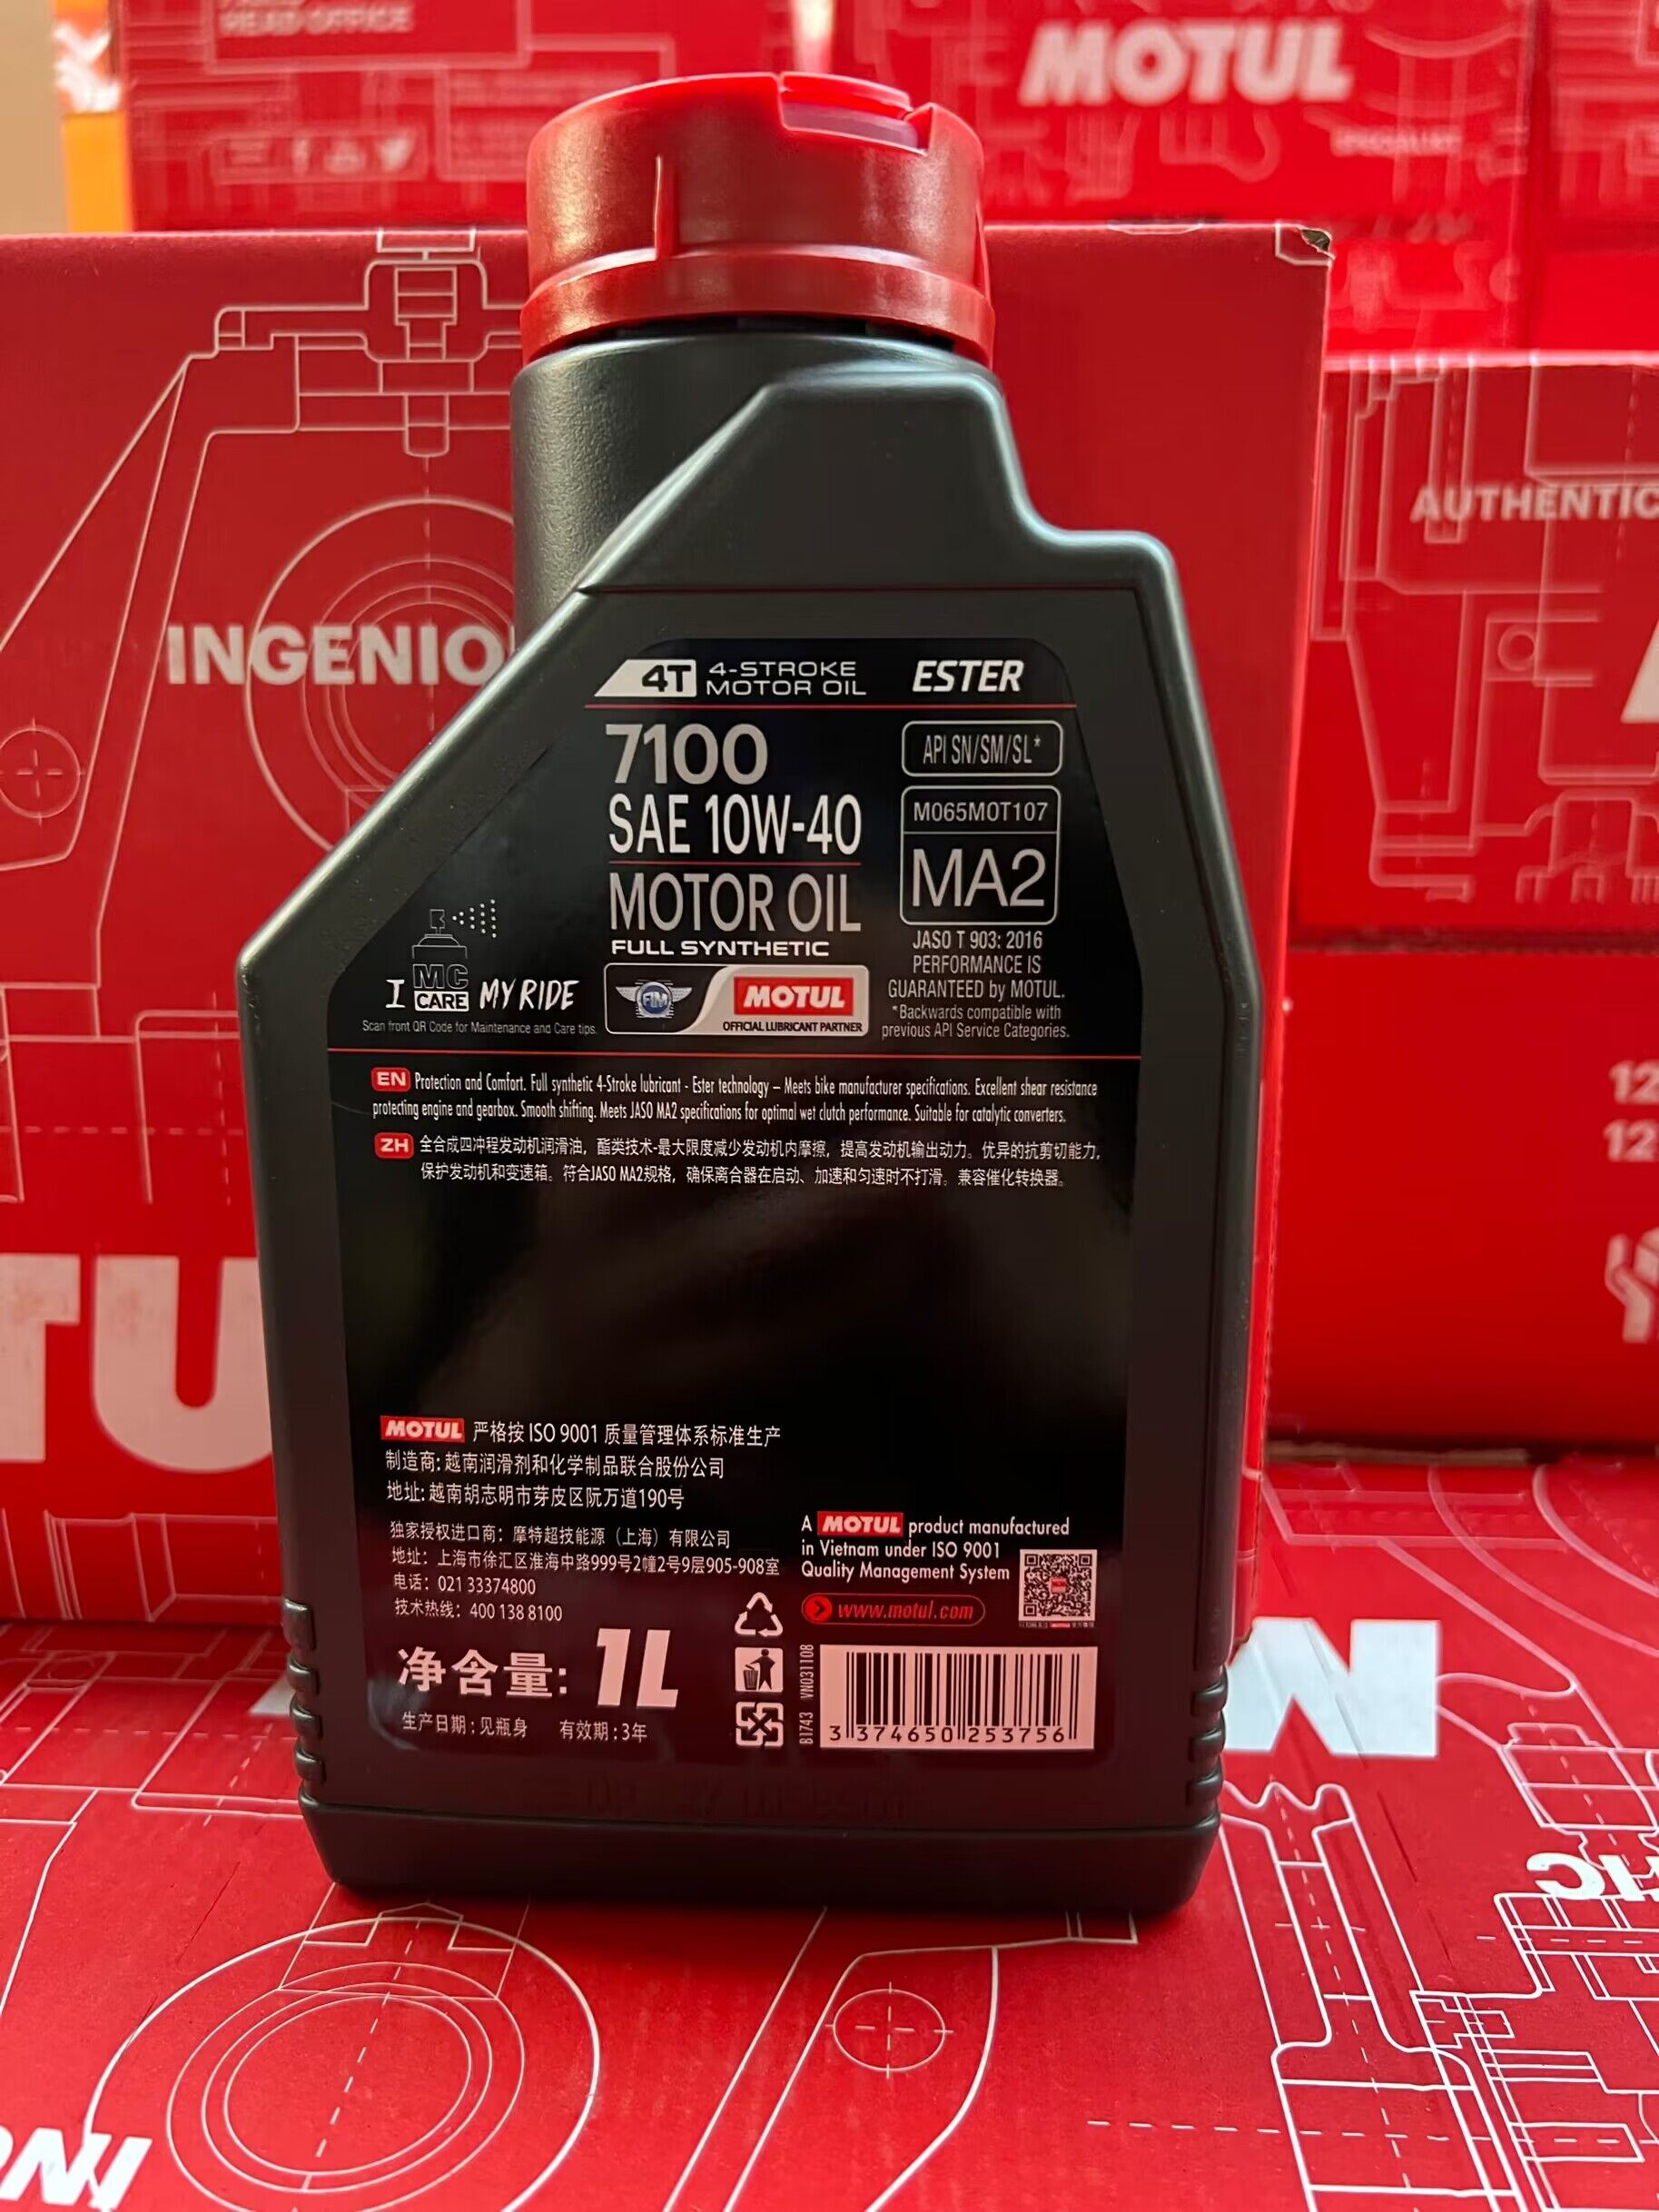 HEAD OFFICE
MOTUL
SPECIALIST
INGENIO
AUTHENTIC
4T 4-STROKE
MOTOR OIL
ESTER
7100
SAE 10W-40
MOTOR OIL
FULL SYNTHETIC
API SN/SM/SL*
M065MOT107
MA2
JASO T 903: 2016
PERFORMANCE IS
GUARANTEED by MOTUL.
*Backwards compatible with
previous API Service Categories.
I MC CARE MY RIDE
Scan front QR Code for Maintenance and Care tips.
FIM
MOTUL
OFFICIAL LUBRICANT PARTNER
EN Protection and Comfort. Full synthetic 4-Stroke lubricant - Ester technology – Meets bike manufacturer specifications. Excellent shear resistance
protecting engine and gearbox. Smooth shifting. Meets JASO MA2 specifications for optimal wet clutch performance. Suitable for catalytic converters.
ZH 全合成四冲程发动机润滑油，酯类技术-最大限度减少发动机内摩擦，提高发动机输出动力。优异的抗剪切能力，
保护发动机和变速箱。符合JASO MA2规格，确保离合器在启动、加速和匀速时不打滑。兼容催化转换器。
TU
MOTUL 严格按 ISO 9001 质量管理体系标准生产
制造商: 越南润滑剂和化学制品联合股份公司
地址: 越南胡志明市芽皮区阮万道190号
独家授权进口商：摩特超技能源（上海）有限公司
地址：上海市徐汇区淮海中路999号2幢2号9层905-908室
电话：021 33374800
技术热线：400 138 8100
净含量: 1L
生产日期 : 见瓶身 有效期 : 3年
A MOTUL product manufactured
in Vietnam under ISO 9001
Quality Management System
www.motul.com
81743 VN031108
3 374650 253756